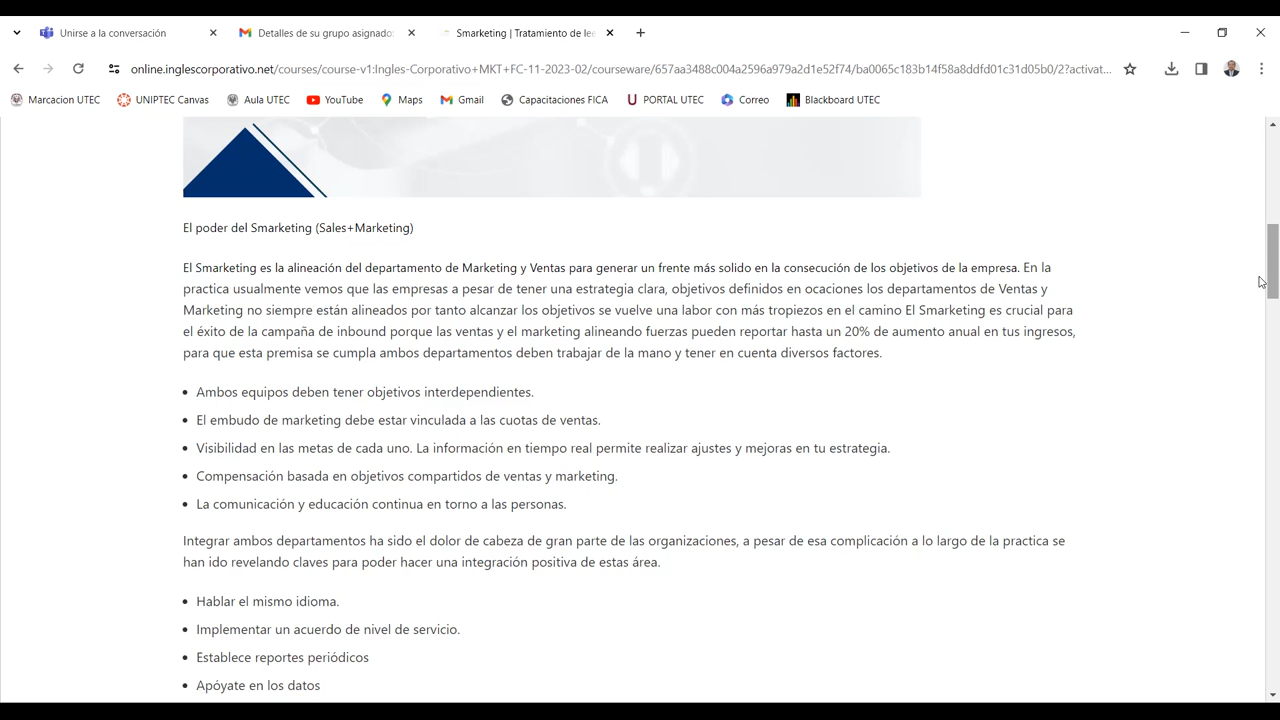 Unirse a la conversación
Detalles de su grupo asignado:
Smarketing | Tratamiento de le
online.inglescorporativo.net/courses/course-v1:Ingles-Corporativo+MKT+FC-11-2023-02/courseware/657aa3488c004a2596a979a2d1e52f74/ba0065c183b14f58a8ddfd01c31d05b0/2?activat...
Marcacion UTEC
UNIPTEC Canvas
Aula UTEC
YouTube
Maps
Gmail
Capacitaciones FICA
PORTAL UTEC
Correo
Blackboard UTEC
El poder del Smarketing (Sales+Marketing)
El Smarketing es la alineación del departamento de Marketing y Ventas para generar un frente más solido en la consecución de los objetivos de la empresa. En la
practica usualmente vemos que las empresas a pesar de tener una estrategia clara, objetivos definidos en ocaciones los departamentos de Ventas y
Marketing no siempre están alineados por tanto alcanzar los objetivos se vuelve una labor con más tropiezos en el camino El Smarketing es crucial para
el éxito de la campaña de inbound porque las ventas y el marketing alineando fuerzas pueden reportar hasta un 20% de aumento anual en tus ingresos,
para que esta premisa se cumpla ambos departamentos deben trabajar de la mano y tener en cuenta diversos factores.
• Ambos equipos deben tener objetivos interdependientes.
• El embudo de marketing debe estar vinculada a las cuotas de ventas.
• Visibilidad en las metas de cada uno. La información en tiempo real permite realizar ajustes y mejoras en tu estrategia.
• Compensación basada en objetivos compartidos de ventas y marketing.
• La comunicación y educación continua en torno a las personas.
Integrar ambos departamentos ha sido el dolor de cabeza de gran parte de las organizaciones, a pesar de esa complicación a lo largo de la practica se
han ido revelando claves para poder hacer una integración positiva de estas área.
• Hablar el mismo idioma.
• Implementar un acuerdo de nivel de servicio.
• Establece reportes periódicos
• Apóyate en los datos